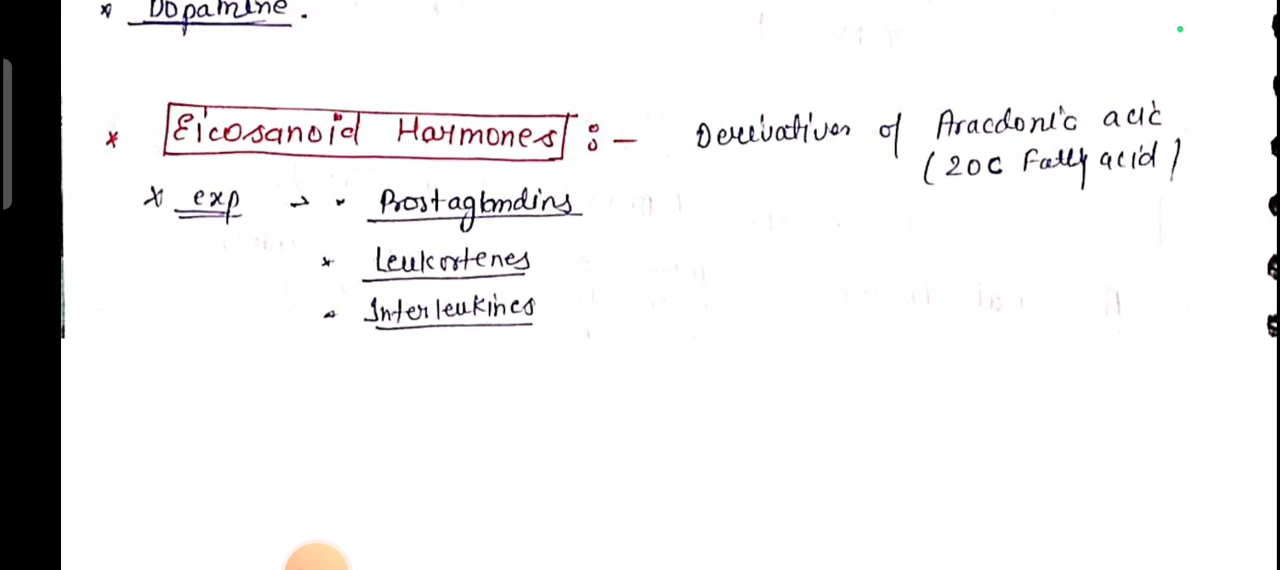 * Dopamine.
* Eicosanoid Harmones :- Derivatives of Aracdonic acid
(20C Fatty acid)
* exp → • Prostaglandins
* Leukortenes
• Interleukines